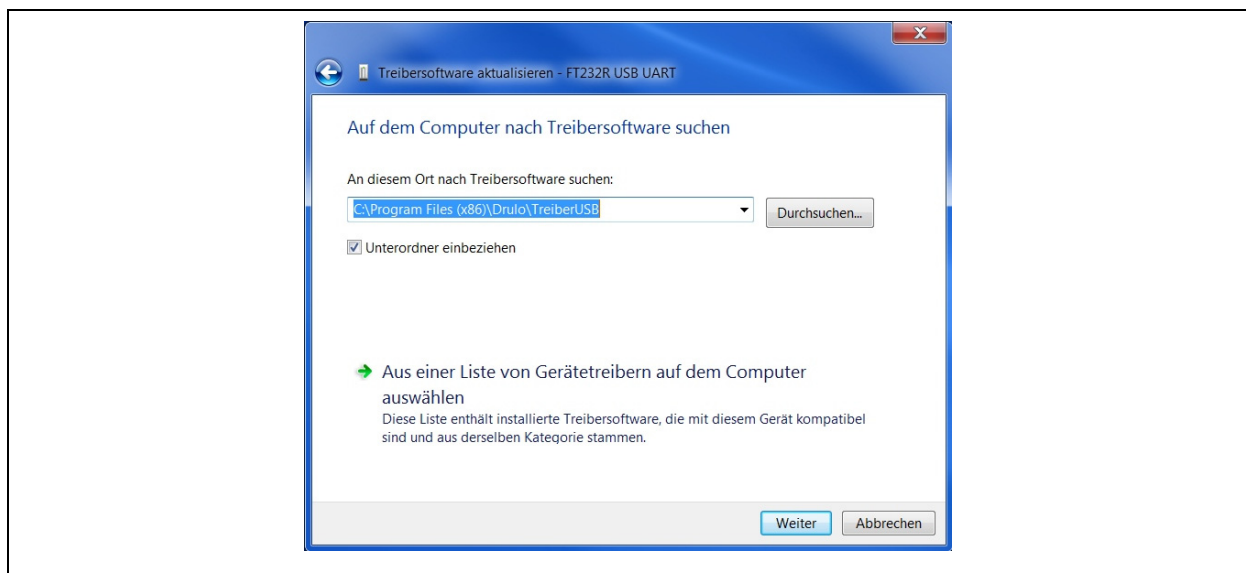 Treibersoftware aktualisieren - FT232R USB UART
Auf dem Computer nach Treibersoftware suchen
An diesem Ort nach Treibersoftware suchen:
C:\Program Files (x86)\Drulo\TreiberUSB
Durchsuchen...
Unterordner einbeziehen
Aus einer Liste von Gerätetreibern auf dem Computer
auswählen
Diese Liste enthält installierte Treibersoftware, die mit diesem Gerät kompatibel
sind und aus derselben Kategorie stammen.
Weiter
Abbrechen